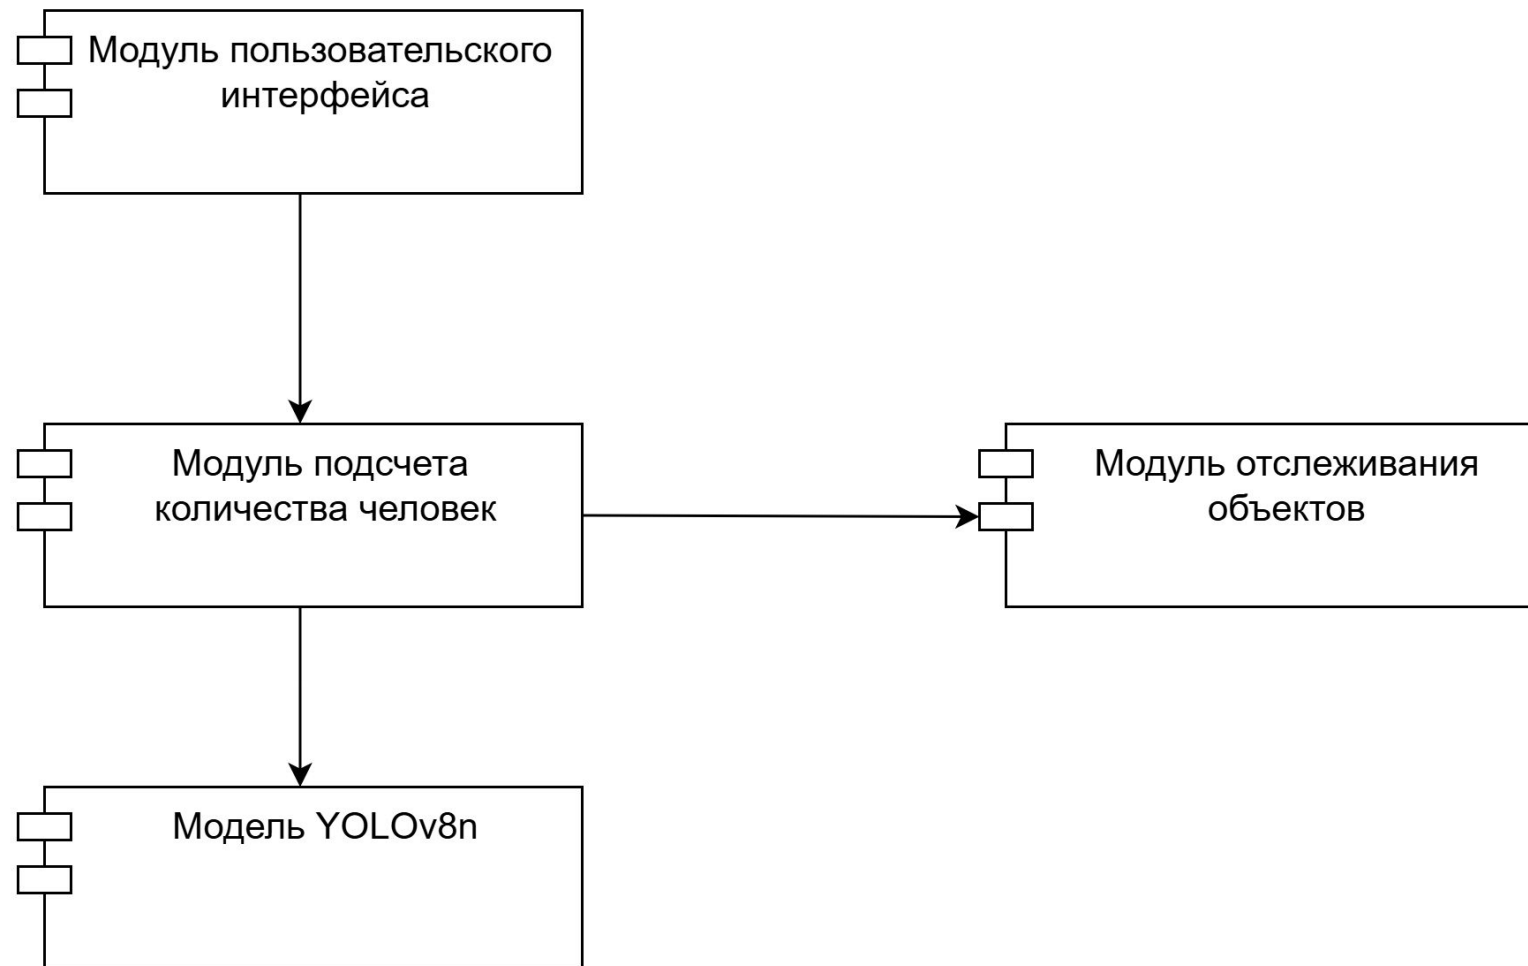 Модуль пользовательского
интерфейса
Модуль подсчета
количества человек
Модуль отслеживания
объектов
Модель YOLOv8n